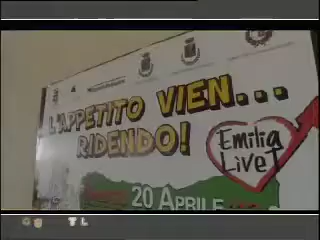 L'APPETITO VIEN...
RIDENDO!
Emilia
Live
20 APRILE